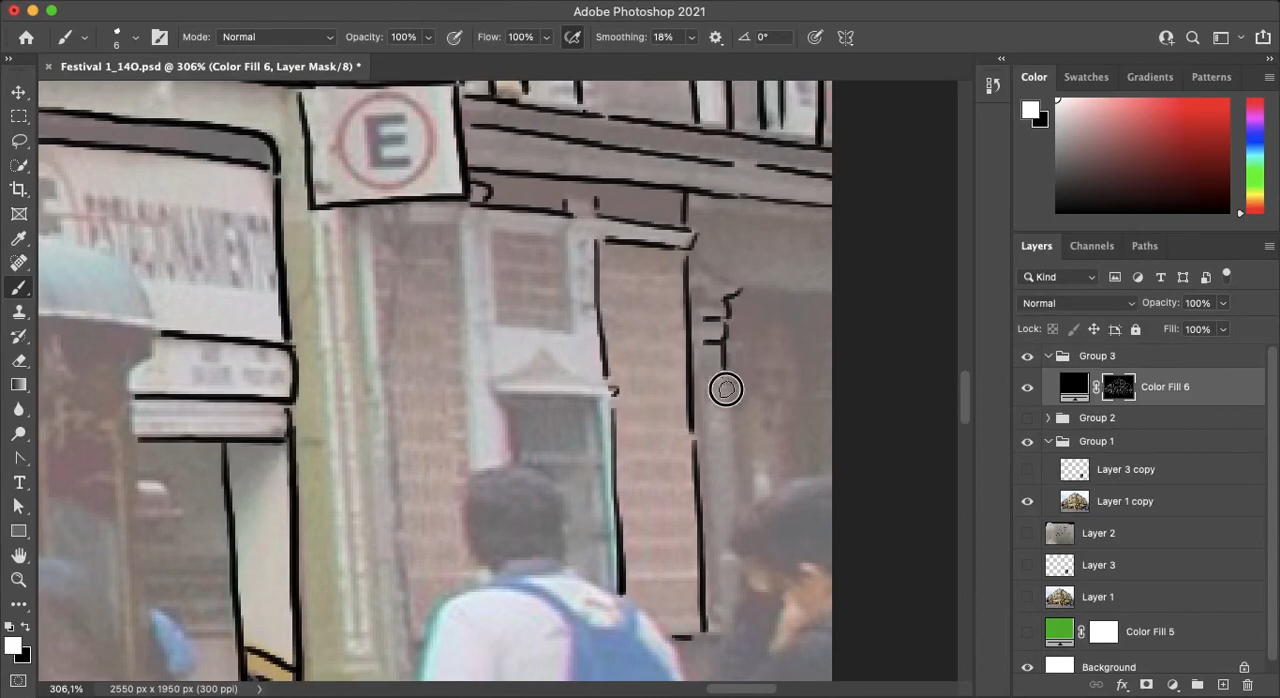 Adobe Photoshop 2021
6 Mode: Normal Opacity: 100% Flow: 100% Smoothing: 18% 0°
Festival 1_14O.psd @ 306% (Color Fill 6, Layer Mask/8) *
E
Color Swatches Gradients Patterns
Layers Channels Paths
Kind
Normal Opacity: 100%
Lock: Fill: 100%
Group 3
Color Fill 6
Group 2
Group 1
Layer 3 copy
Layer 1 copy
Layer 2
Layer 3
Layer 1
Color Fill 5
Background
306,1% 2550 px x 1950 px (300 ppi)